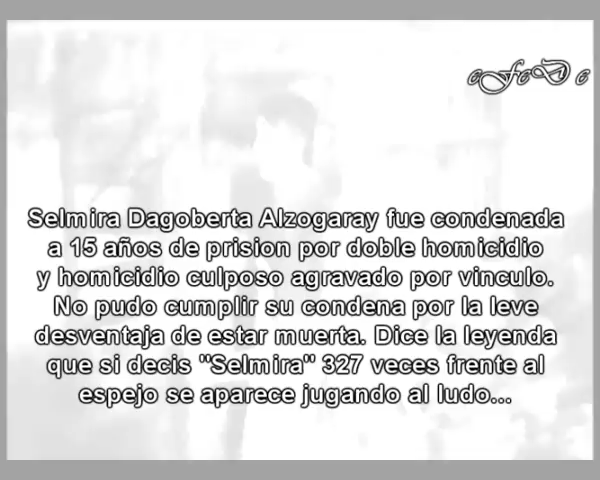 eFeDe
Selmira Dagoberta Alzogaray fue condenada
a 15 años de prision por doble homicidio
y homicidio culposo agravado por vinculo.
No pudo cumplir su condena por la leve
desventaja de estar muerta. Dice la leyenda
que si decis "Selmira" 327 veces frente al
espejo se aparece jugando al ludo...